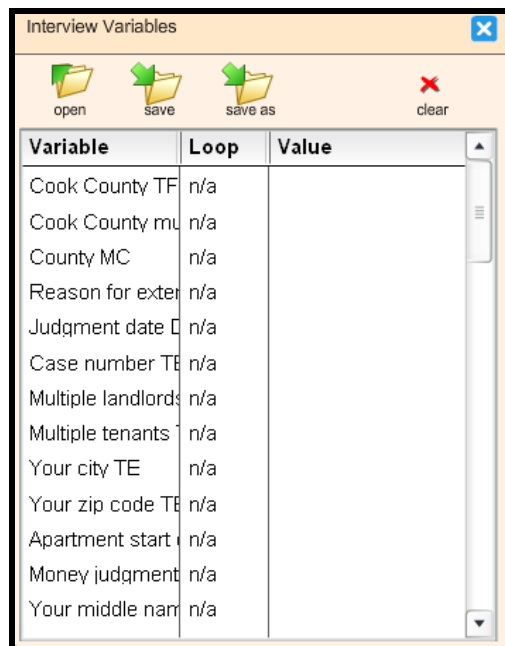 Interview Variables
open save save as clear
Variable Loop Value
Cook County TF n/a
Cook County mu n/a
County MC n/a
Reason for exter n/a
Judgment date D n/a
Case number TE n/a
Multiple landlords n/a
Multiple tenants T n/a
Your city TE n/a
Your zip code TE n/a
Apartment start n/a
Money judgment n/a
Your middle nam n/a